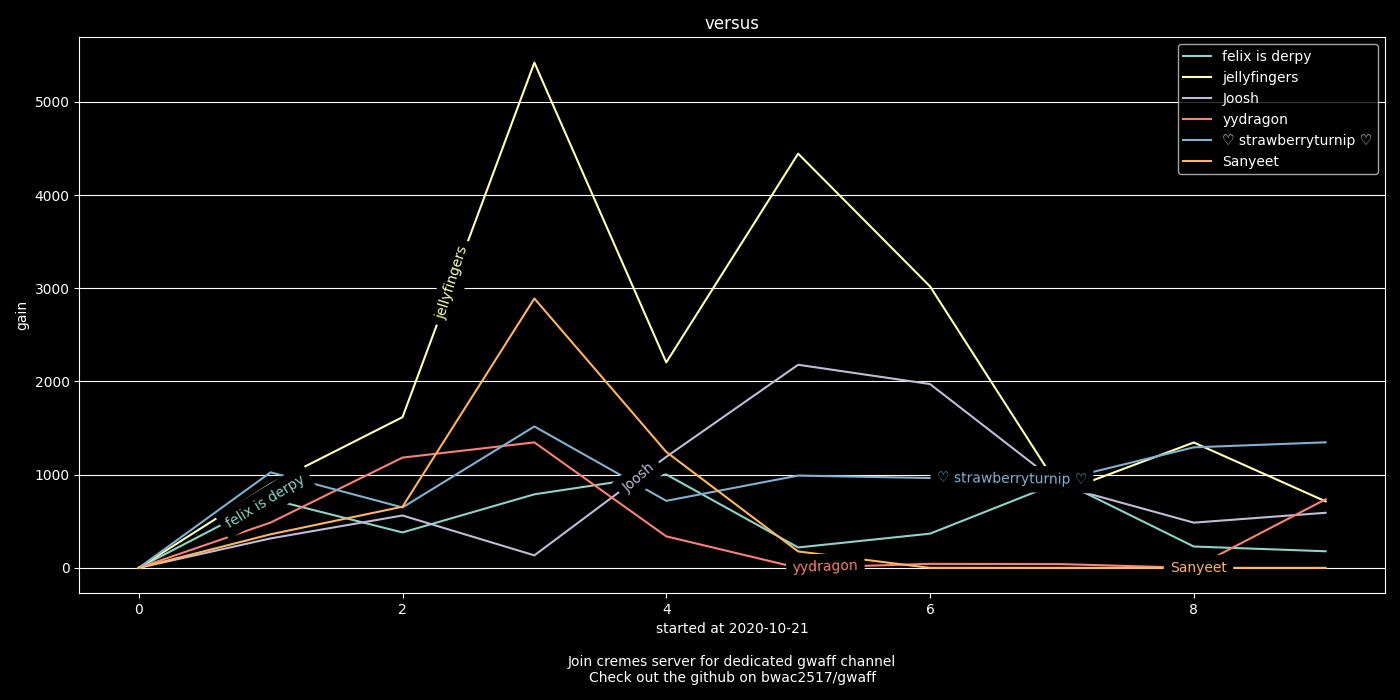 versus
felix is derpy
jellyfingers
Joosh
yydragon
♡ strawberryturnip ♡
Sanyeet
5000
4000
3000
2000
1000
0
gain
jellyfingers
felix is derpy
Joosh
♡ strawberryturnip ♡
yydragon
Sanyeet
0 2 4 6 8
started at 2020-10-21
Join cremes server for dedicated gwaff channel
Check out the github on bwac2517/gwaff